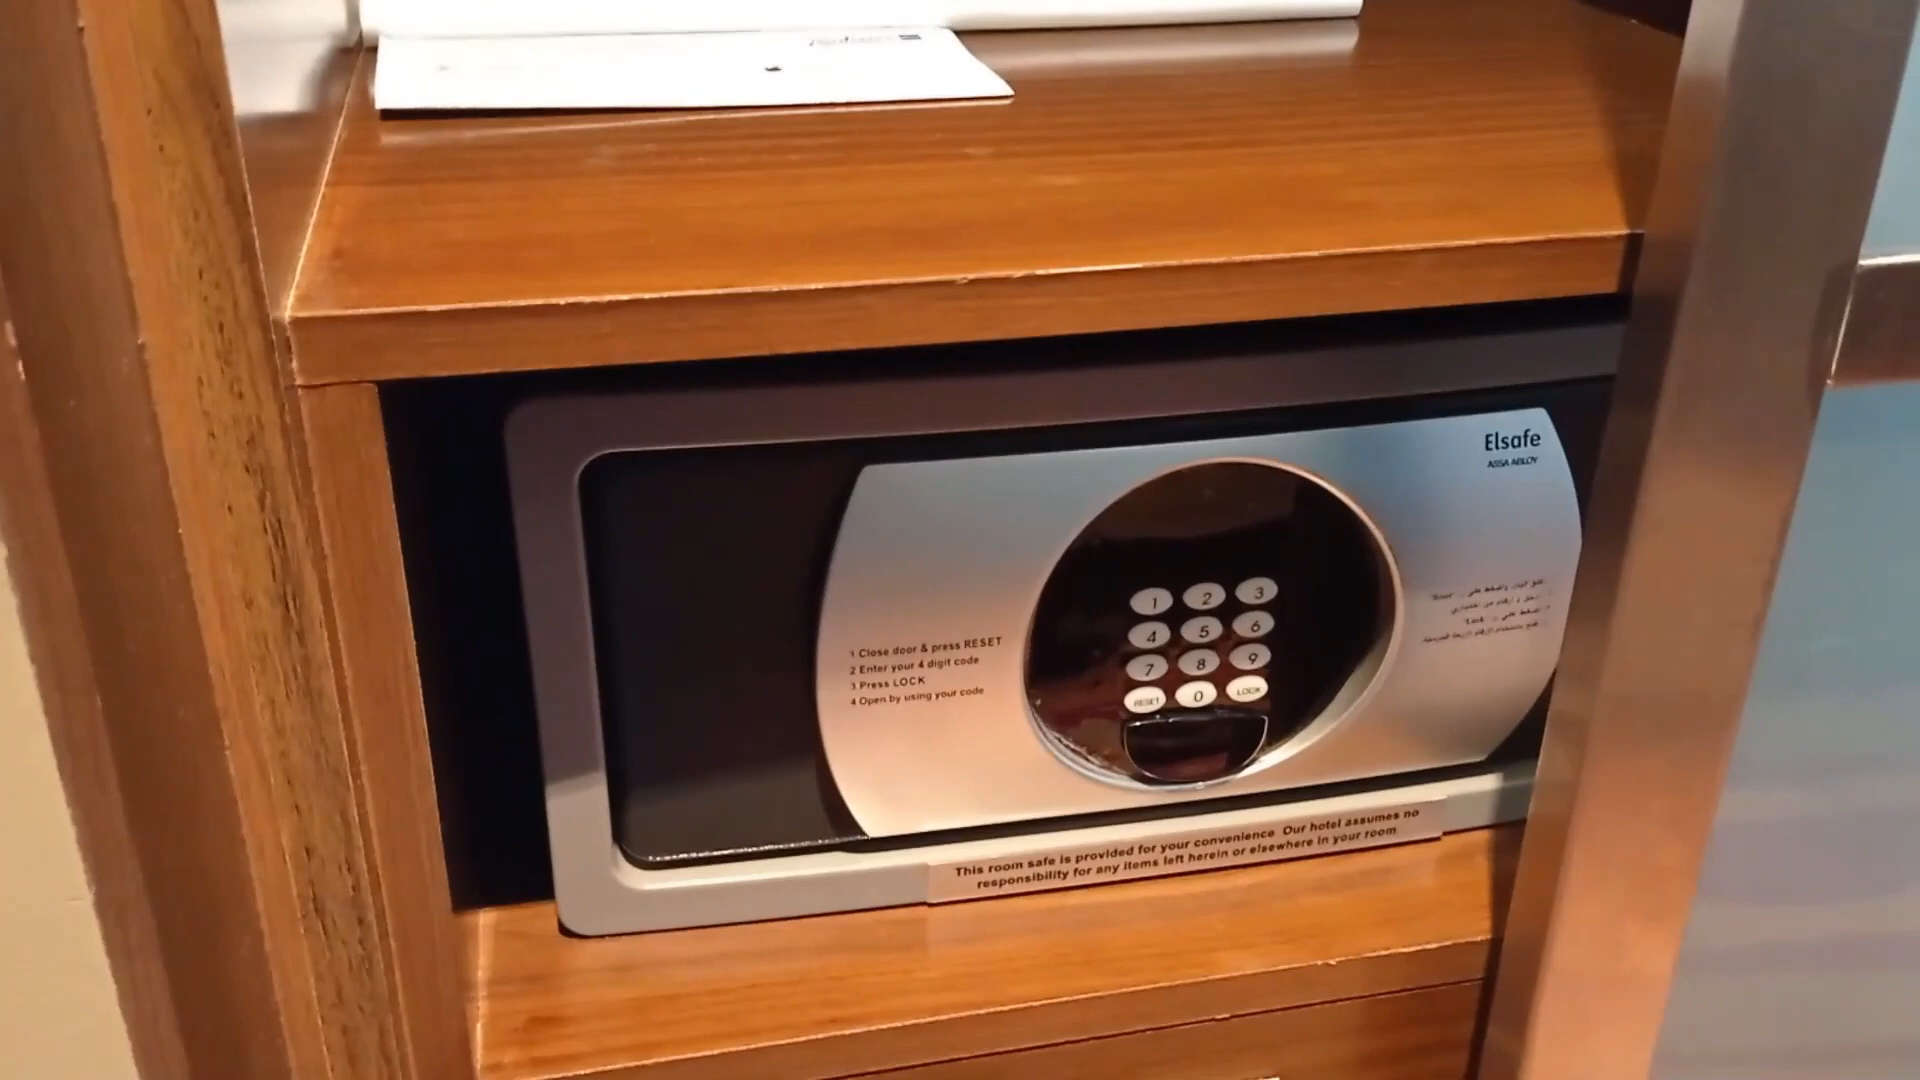 Elsafe
ASSA ABLOY
1 2 3
4 5 6
7 8 9
RESET 0 LOCK
1 Close door & press RESET
2 Enter your 4 digit code
3 Press LOCK
4 Open by using your code
This room safe is provided for your convenience. Our hotel assumes no
responsibility for any items left herein or elsewhere in your room